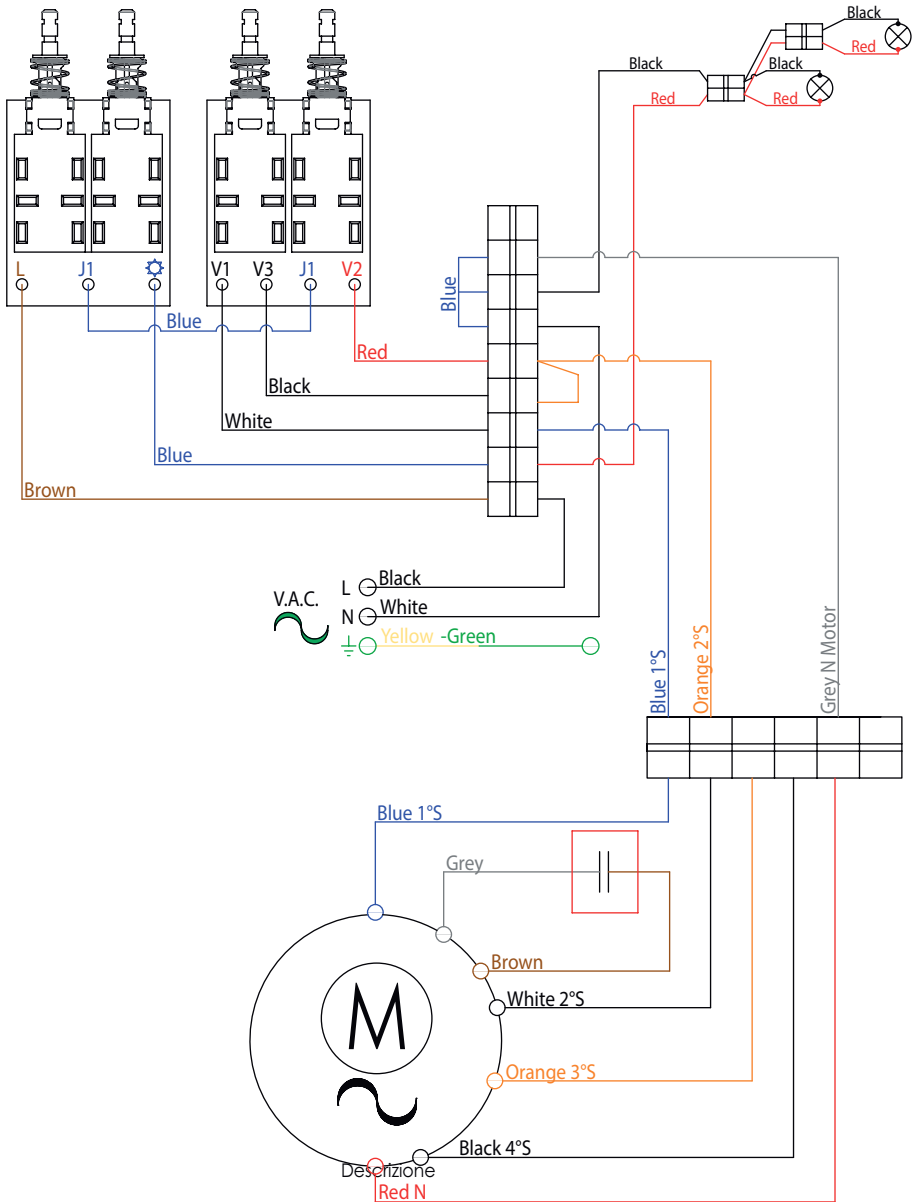 Black
Red
Black
Black
Red
Red
L
J1
V1
V3
J1
V2
Blue
Blue
Red
Black
White
Blue
Brown
L
Black
V.A.C.
N
White
Yellow -Green
Blue 1°S
Orange 2°S
Grey N Motor
Blue 1°S
Grey
Brown
White 2°S
M
Orange 3°S
Black 4°S
Descrizione
Red N